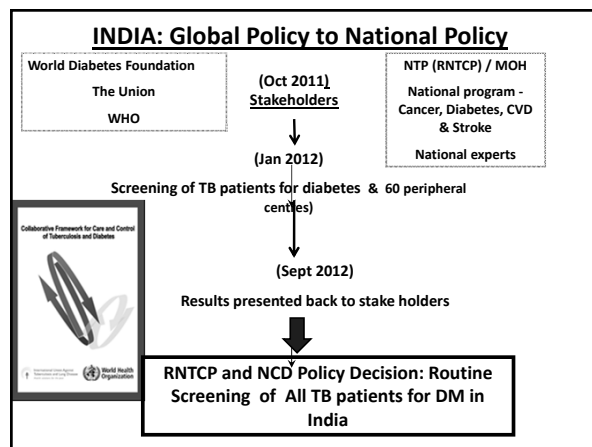 INDIA: Global Policy to National Policy
World Diabetes Foundation
The Union
WHO
(Oct 2011)
Stakeholders
NTP (RNTCP) / MOH
National program -
Cancer, Diabetes, CVD
& Stroke
National experts
(Jan 2012)
Screening of TB patients for diabetes & 60 peripheral
centres)
(Sept 2012)
Results presented back to stake holders
Collaborative Framework for Care and Control
of Tuberculosis and Diabetes
World Health
Organization
RNTCP and NCD Policy Decision: Routine
Screening of All TB patients for DM in
India